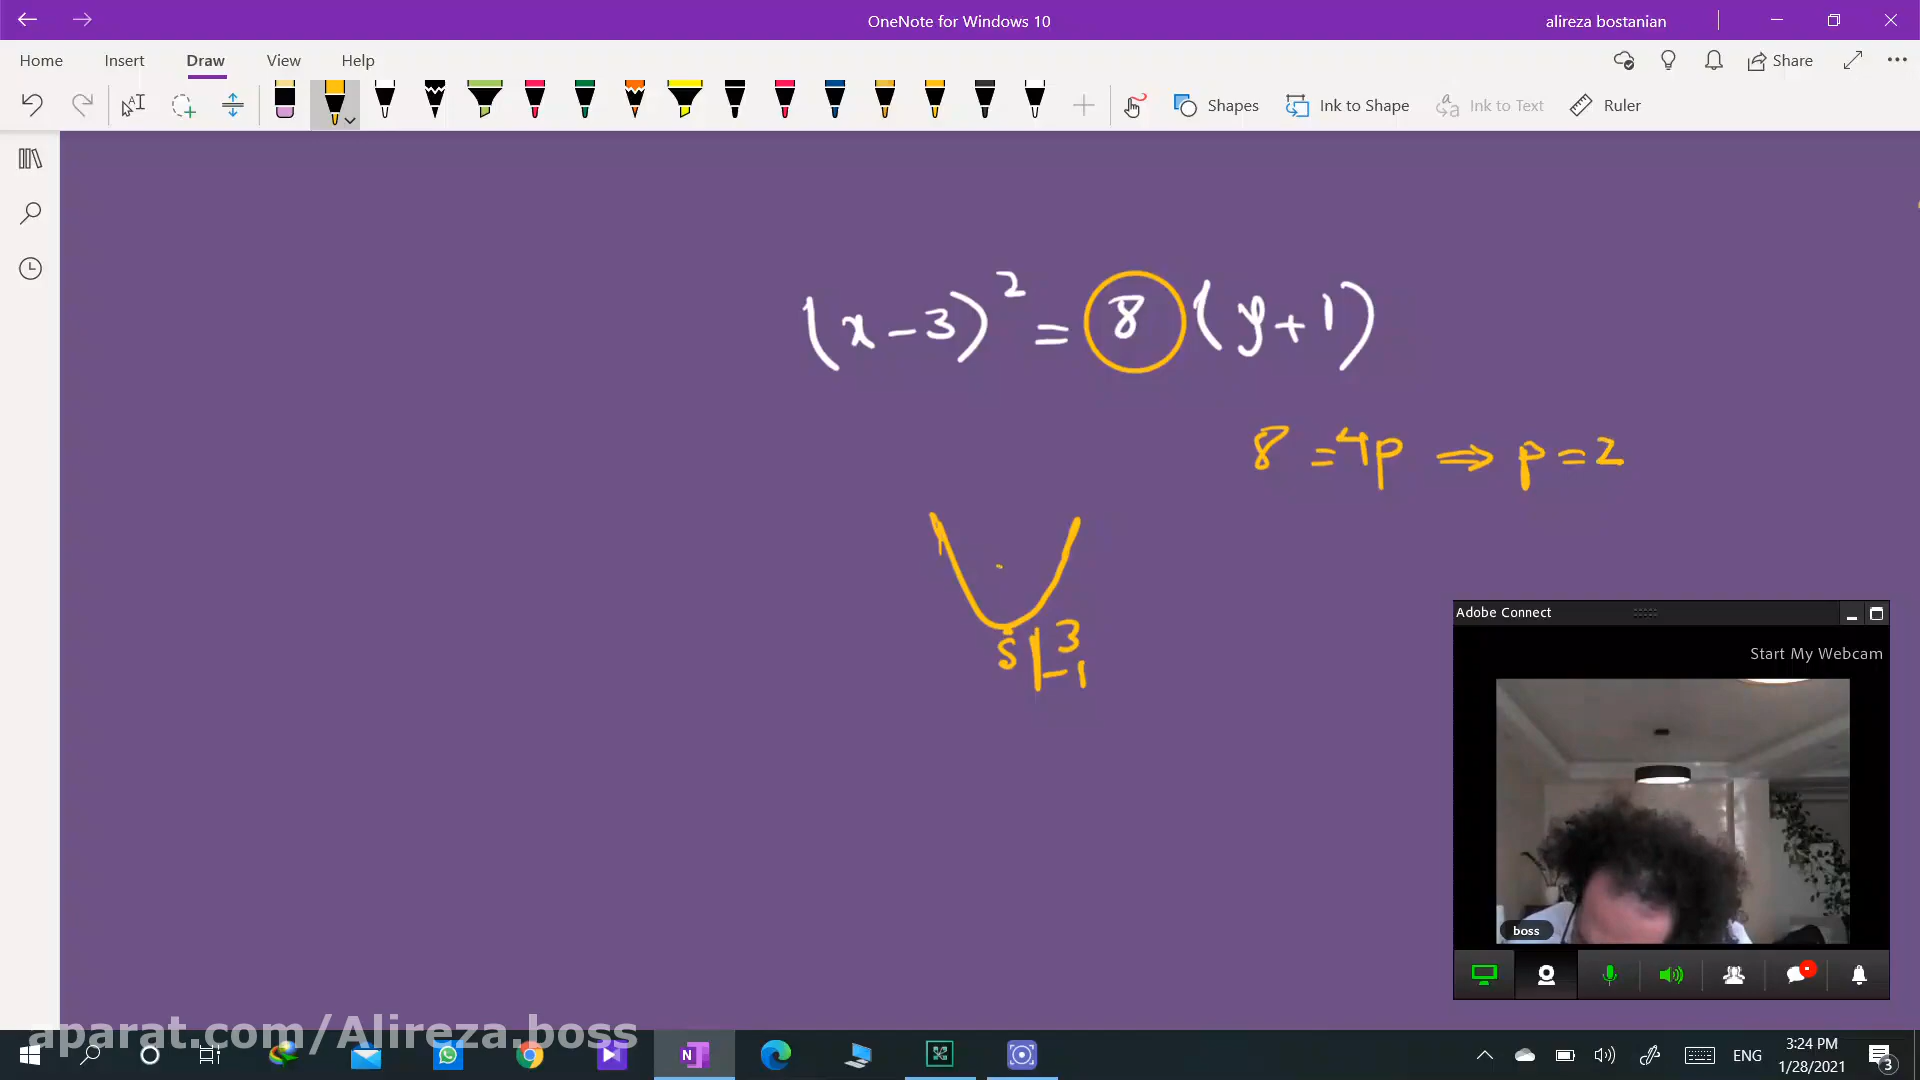 OneNote for Windows 10
alireza bostanian
Home Insert Draw View Help
Share
Shapes Ink to Shape Ink to Text Ruler
(x-3)² = 8 (y+1)
8 = 4p ⇒ p = 2
S | 3
-1
Adobe Connect
Start My Webcam
boss
aparat.com/Alireza.boss
ENG
3:24 PM
1/28/2021
3